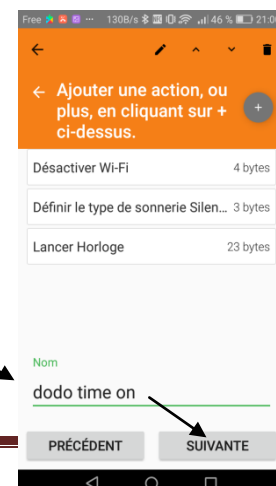 Free 130B/s 46 % 21:06
Ajouter une action, ou
plus, en cliquant sur +
ci-dessus.
+
Désactiver Wi-Fi 4 bytes
Définir le type de sonnerie Silen... 3 bytes
Lancer Horloge 23 bytes
Nom
dodo time on
PRÉCÉDENT SUIVANTE